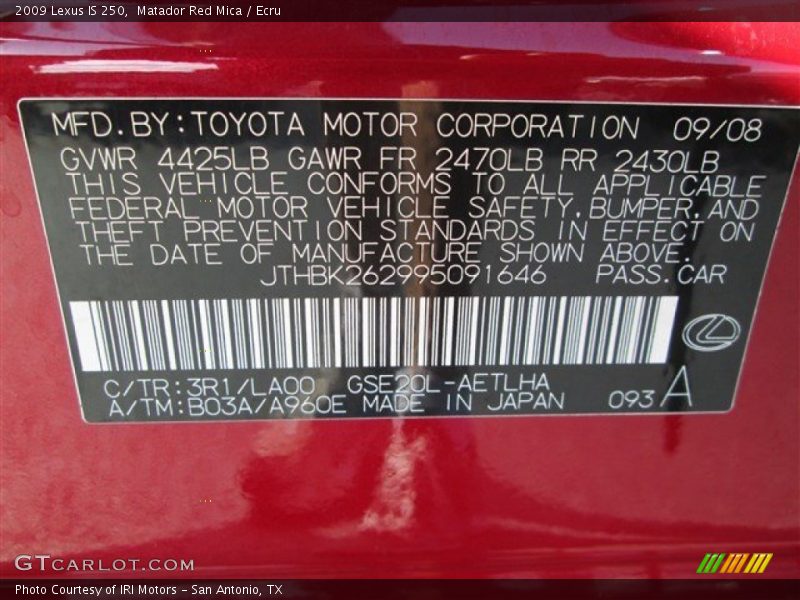 2009 Lexus IS 250,  Matador Red Mica / Ecru
MFD.BY:TOYOTA MOTOR CORPORATION 09/08
GVWR 4425LB GAWR FR 2470LB RR 2430LB
THIS VEHICLE CONFORMS TO ALL APPLICABLE
FEDERAL MOTOR VEHICLE SAFETY,BUMPER,AND
THEFT PREVENTION STANDARDS IN EFFECT ON
THE DATE OF MANUFACTURE SHOWN ABOVE.
JTHBK262995091646 PASS.CAR
C/TR:3R1/LA00 GSE20L-AETLHA
A/TM:B03A/A960E MADE IN JAPAN 093 A
GTCARLOT.COM
Photo Courtesy of IRI Motors - San Antonio, TX